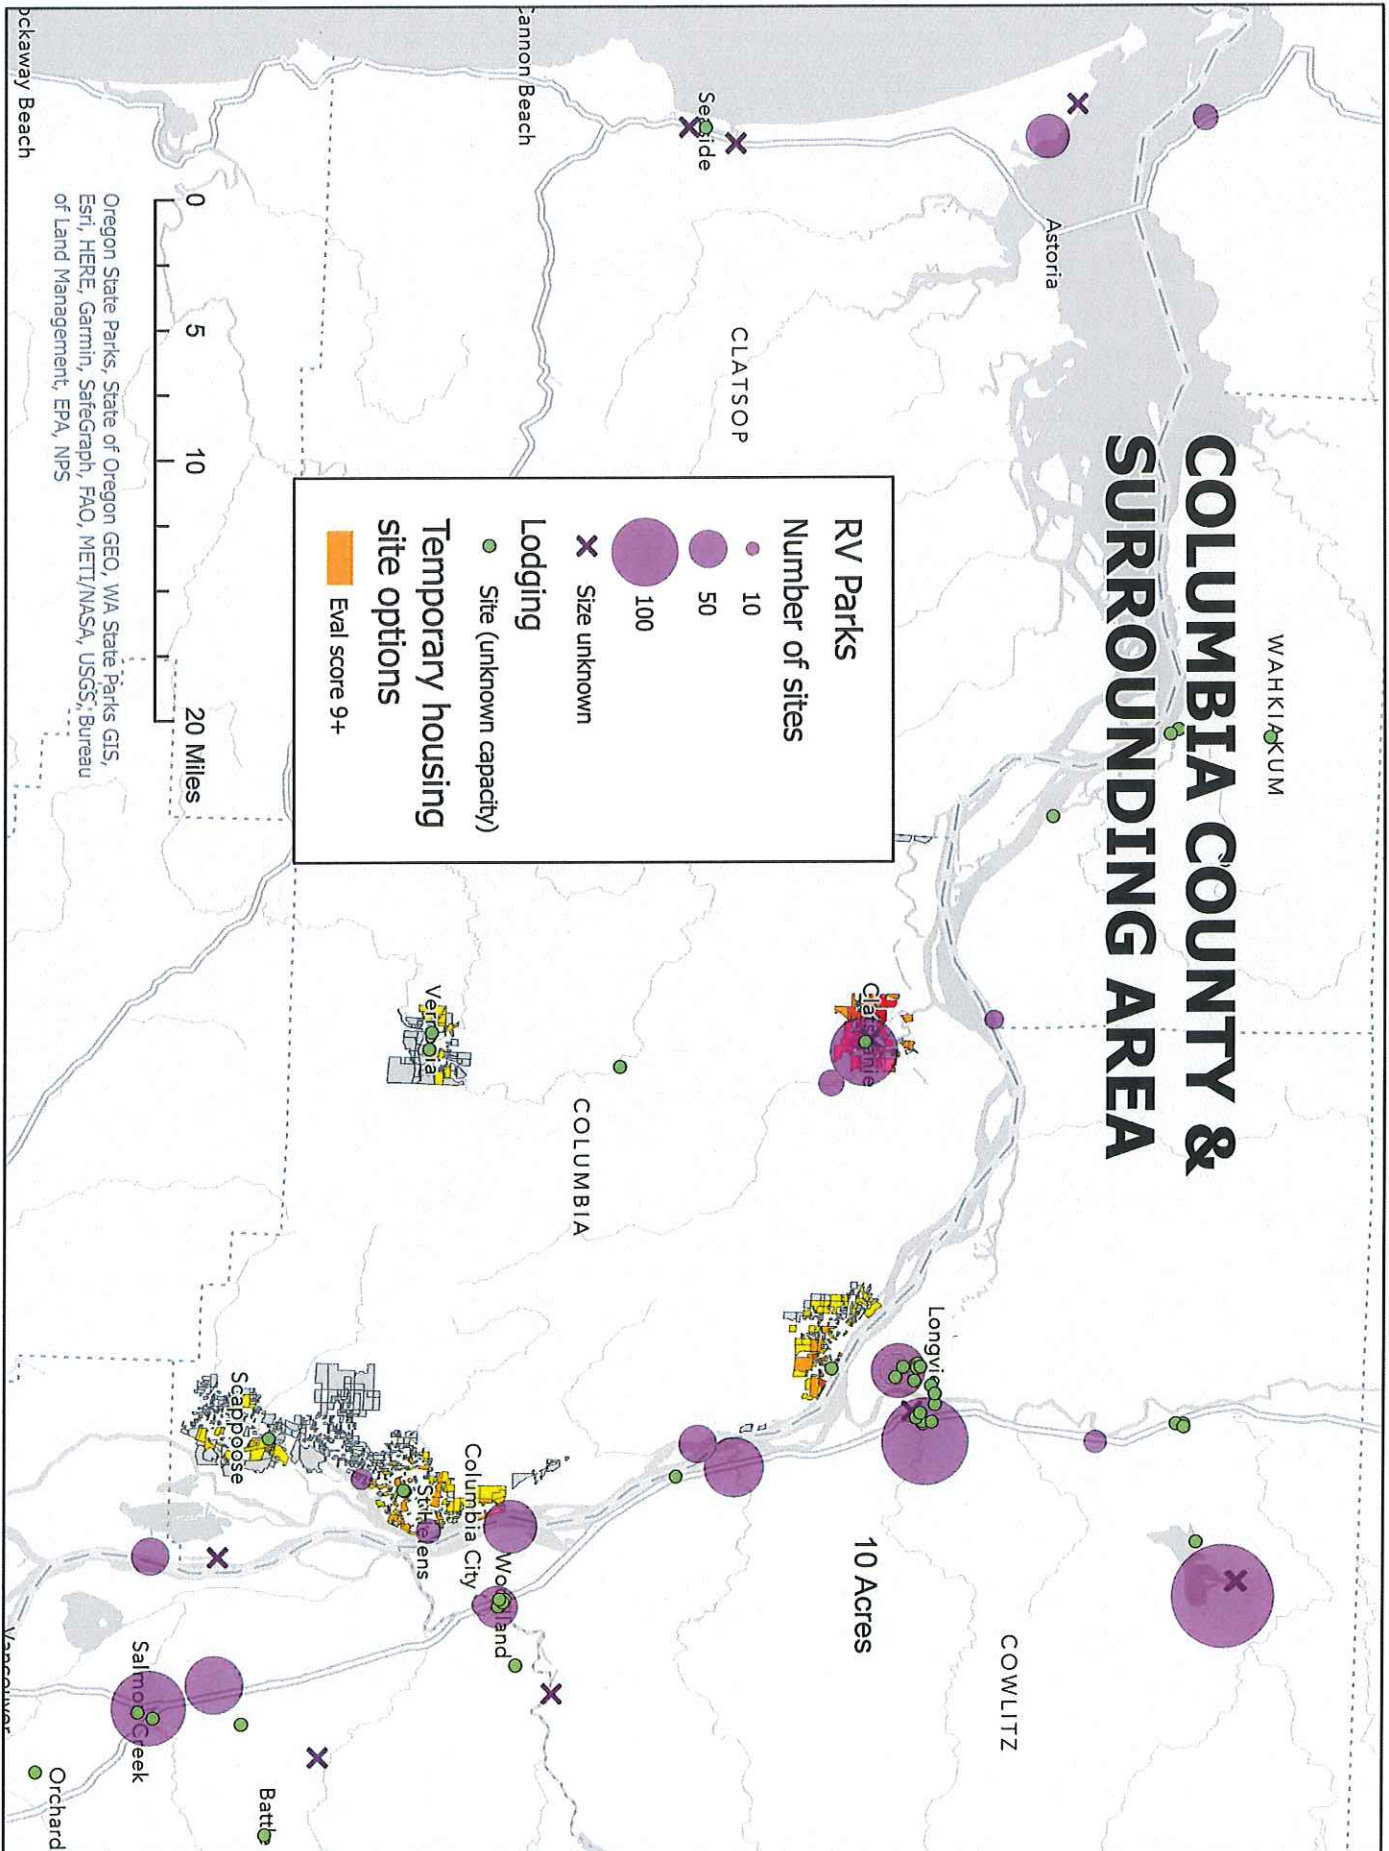 COLUMBIA COUNTY &
SURROUNDING AREA
WAHKIAKUM
Astoria
Longview
COWLITZ
10 Acres
Clatskanie
CLATSOP
Seaside
COLUMBIA
Cannon Beach
Woodland
Columbia City
St Helens
Vernonia
Scappoose
Battle
Salmon Creek
Orchard
Vancouver
ockaway Beach
RV Parks
Number of sites
10
50
100
Size unknown
Lodging
Site (unknown capacity)
Temporary housing
site options
Eval score 9+
0 5 10 20 Miles
Oregon State Parks, State of Oregon GEO, WA State Parks GIS,
Esri, HERE, Garmin, SafeGraph, FAO, METI/NASA, USGS, Bureau
of Land Management, EPA, NPS